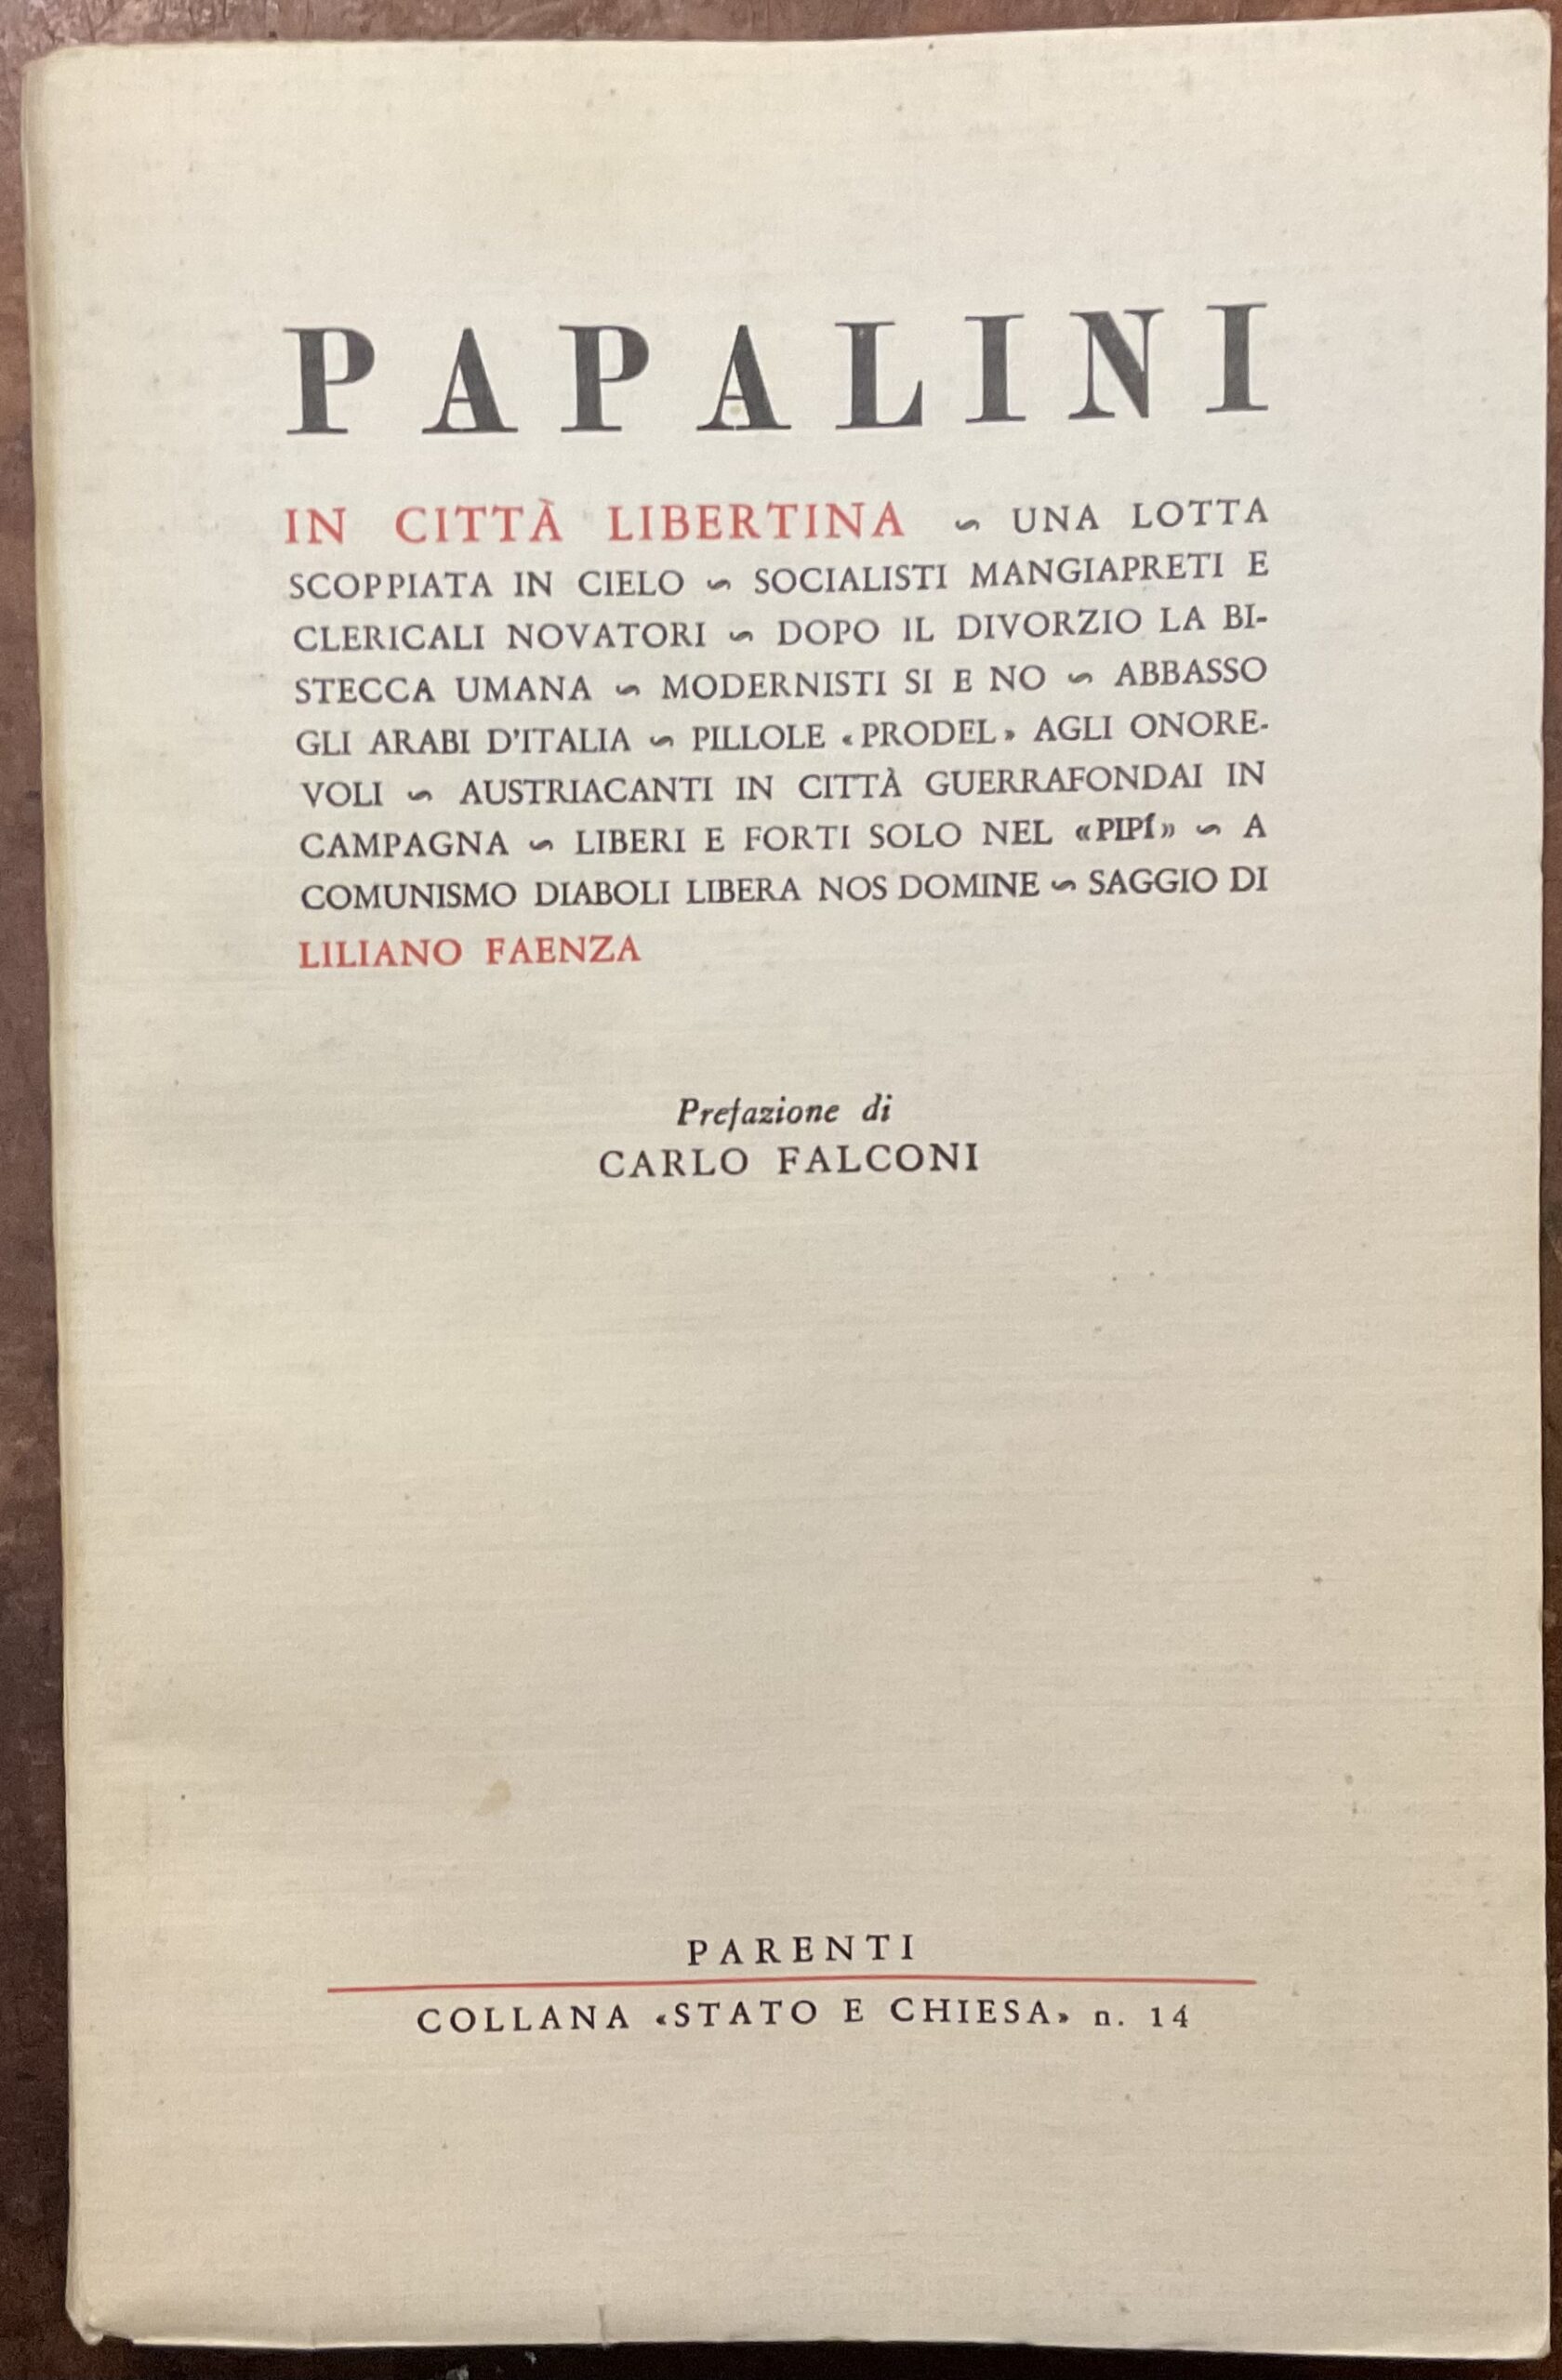 PAPALINI
IN CITTÀ LIBERTINA ~ UNA LOTTA
SCOPPIATA IN CIELO ~ SOCIALISTI MANGIAPRETI E
CLERICALI NOVATORI ~ DOPO IL DIVORZIO LA BI-
STECCA UMANA ~ MODERNISTI SI E NO ~ ABBASSO
GLI ARABI D'ITALIA ~ PILLOLE «PRODEL» AGLI ONORE-
VOLI ~ AUSTRIACANTI IN CITTÀ GUERRAFONDAI IN
CAMPAGNA ~ LIBERI E FORTI SOLO NEL «PIPÍ» ~ A
COMUNISMO DIABOLI LIBERA NOS DOMINE ~ SAGGIO DI
LILIANO FAENZA
Prefazione di
CARLO FALCONI
PARENTI
COLLANA «STATO E CHIESA» n. 14